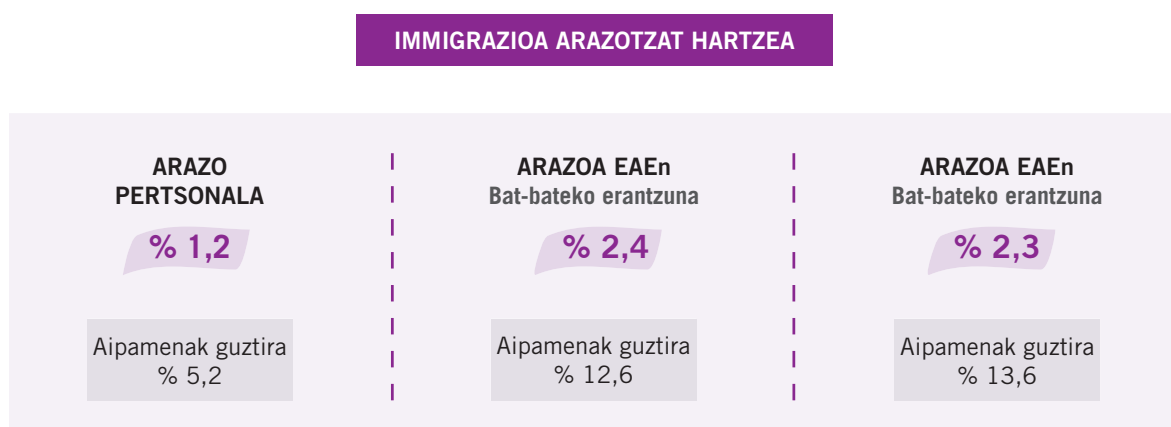 IMMIGRAZIOA ARAZOTZAT HARTZEA
ARAZO
PERTSONALA
% 1,2
Aipamenak guztira
% 5,2
ARAZOA EAEn
Bat-bateko erantzuna
% 2,4
Aipamenak guztira
% 12,6
ARAZOA EAEn
Bat-bateko erantzuna
% 2,3
Aipamenak guztira
% 13,6